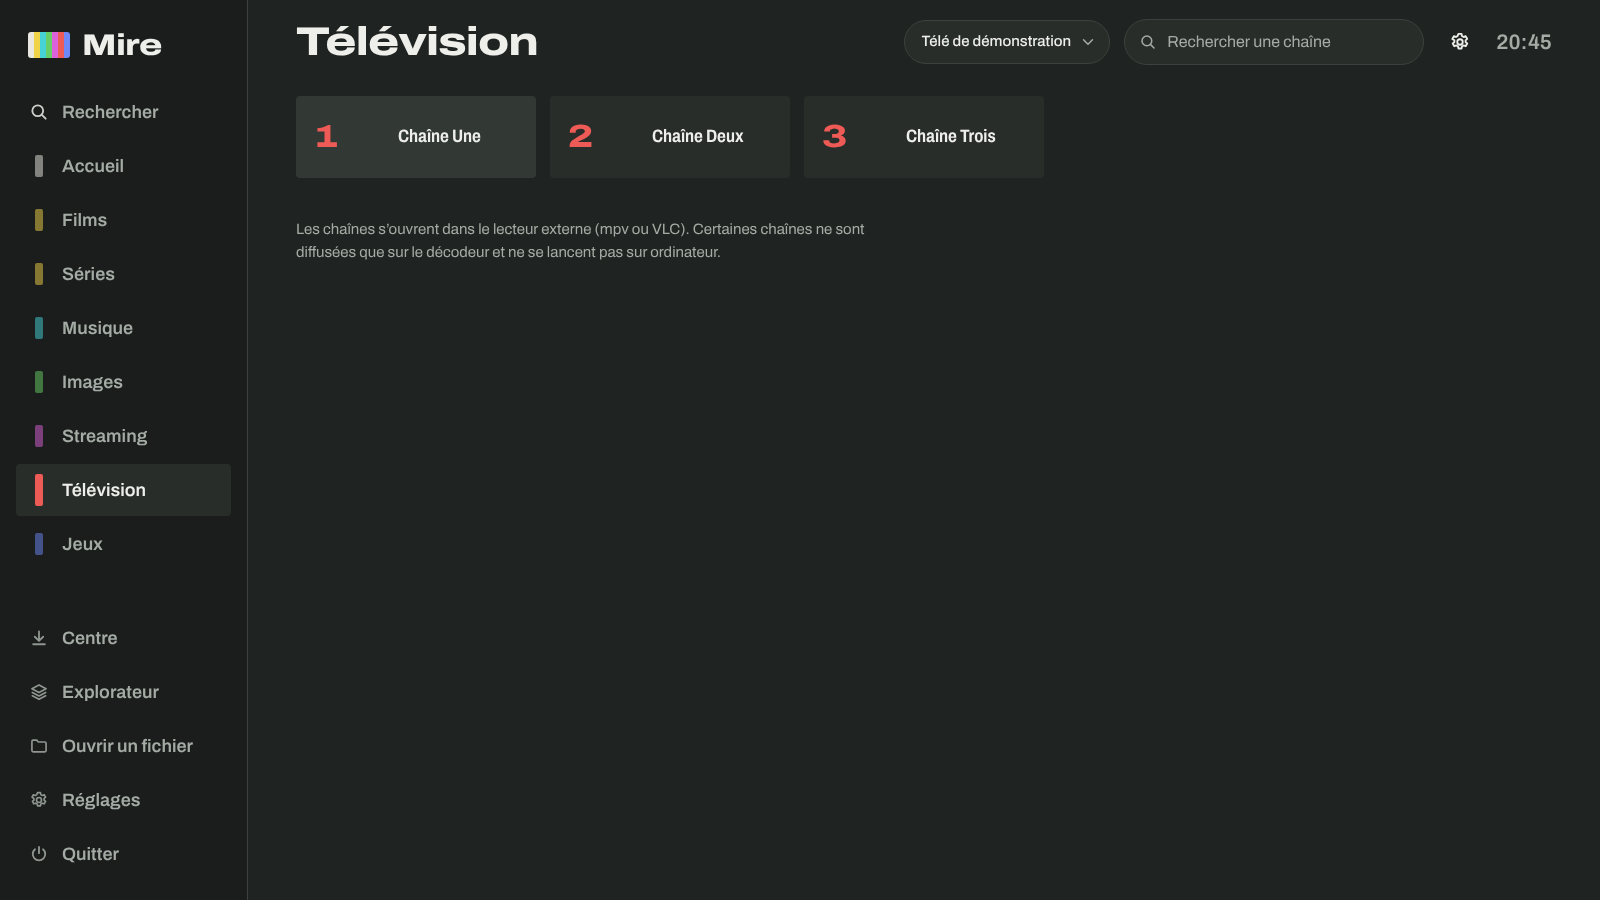 Mire
Rechercher
Accueil
Films
Séries
Musique
Images
Streaming
Télévision
Jeux
Centre
Explorateur
Ouvrir un fichier
Réglages
Quitter
Télévision
Télé de démonstration
Rechercher une chaîne
20:45
1 Chaîne Une
2 Chaîne Deux
3 Chaîne Trois
Les chaînes s’ouvrent dans le lecteur externe (mpv ou VLC). Certaines chaînes ne sont
diffusées que sur le décodeur et ne se lancent pas sur ordinateur.